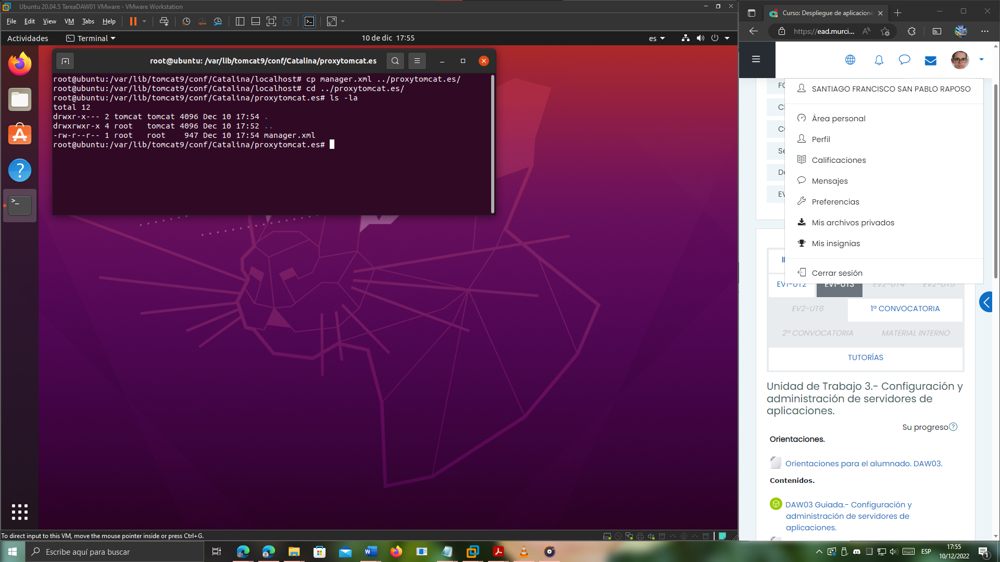 Ubuntu 20.04.5 TareaDAW01 VMware - VMware Workstation
File Edit View VM Tabs Help
Actividades
Terminal
10 de dic 17:55
es
root@ubuntu: /var/lib/tomcat9/conf/Catalina/proxytomcat.es
root@ubuntu:/var/lib/tomcat9/conf/Catalina/localhost# cp manager.xml ../proxytomcat.es/
root@ubuntu:/var/lib/tomcat9/conf/Catalina/localhost# cd ../proxytomcat.es/
root@ubuntu:/var/lib/tomcat9/conf/Catalina/proxytomcat.es# ls -la
total 12
drwxr-x--- 2 tomcat tomcat 4096 Dec 10 17:54 .
drwxrwxr-x 4 root   tomcat 4096 Dec 10 17:52 ..
-rw-r--r-- 1 root   root    947 Dec 10 17:54 manager.xml
root@ubuntu:/var/lib/tomcat9/conf/Catalina/proxytomcat.es#
To direct input to this VM, move the mouse pointer inside or press Ctrl+G.
Curso: Despliegue de aplicacione
https://ead.murci...
SANTIAGO FRANCISCO SAN PABLO RAPOSO
Área personal
Perfil
Calificaciones
Mensajes
Preferencias
Mis archivos privados
Mis insignias
Cerrar sesión
EV1-UT2 EV1-UT3 EV2-UT4 EV2-UT5
EV2-UT6 1ª CONVOCATORIA
2ª CONVOCATORIA MATERIAL INTERNO
TUTORÍAS
Unidad de Trabajo 3.- Configuración y
administración de servidores de
aplicaciones.
Su progreso
Orientaciones.
Orientaciones para el alumnado. DAW03.
Contenidos.
DAW03 Guiada.- Configuración y
administración de servidores de
aplicaciones.
Escribe aquí para buscar
ESP
17:55
10/12/2022
1